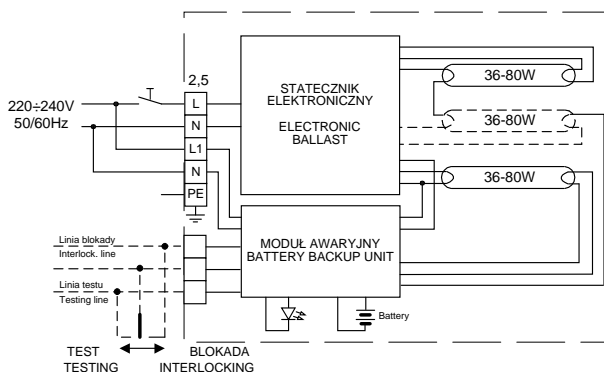 2,5
STATECZNIK
ELEKTRONICZNY
ELECTRONIC
BALLAST
36-80W
36-80W
36-80W
220÷240V
50/60Hz
T
L
N
L1
N
PE
MODUŁ AWARYJNY
BATTERY BACKUP UNIT
Linia blokady
Interlock. line
Linia testu
Testing line
Battery
TEST
TESTING
BLOKADA
INTERLOCKING